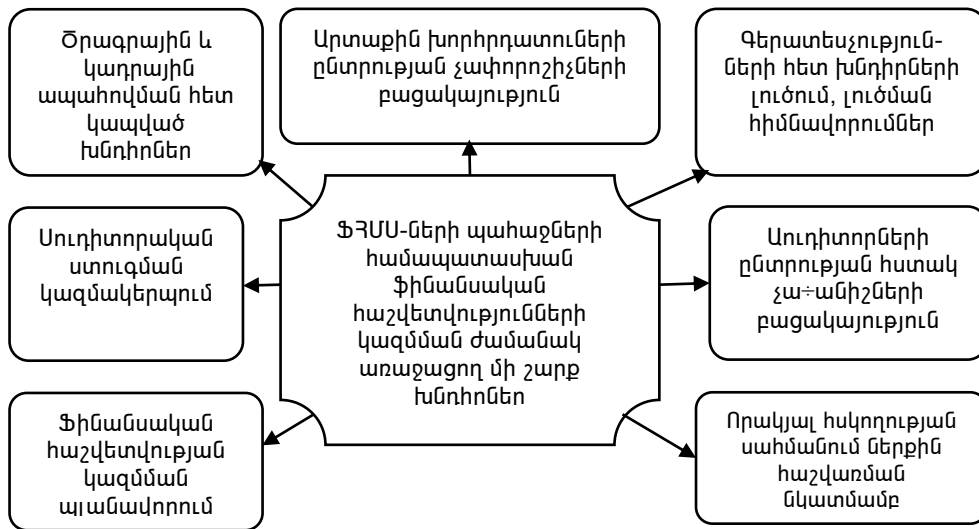 Ծրագրային և
կադրային
ապահովման հետ
կապված
խնդիրներ
Արտաքին խորհրդատուների
ընտրության չափորոշիչների
բացակայություն
Գերատեսչություն-
ների հետ խնդիրների
լուծում, լուծման
հիմնավորումներ
Սուդիտորական
ստուգման
կազմակերպում
ՖՀՄՍ-ների պահաջների
համապատասխան
ֆինանսական
հաշվետվությունների
կազմման ժամանակ
առաջացող մի շարք
խնդիրներ
Աուդիտորների
ընտրության հստակ
չա÷անիշների
բացակայություն
Ֆինանսական
հաշվետվության
կազմման
պլանավորում
Որակյալ հսկողության
սահմանում ներքին
հաշվառման
նկատմամբ